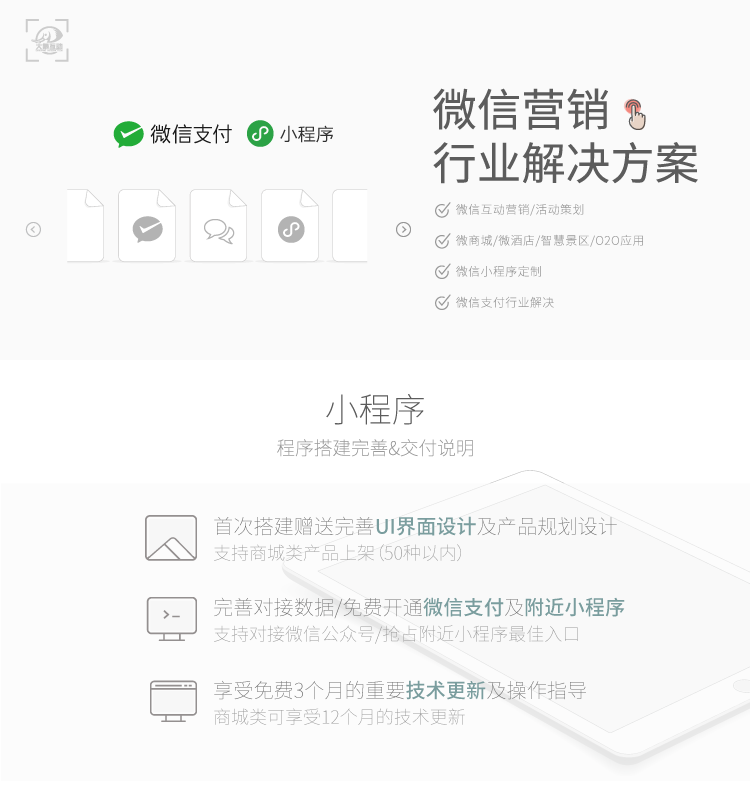 微信支付
小程序
微信营销
行业解决方案
微信互动营销/活动策划
微商城/微酒店/智慧景区/O2O应用
微信小程序定制
微信支付行业解决
小程序
程序搭建完善&交付说明
首次搭建赠送完善UI界面设计及产品规划设计
支持商城类产品上架(50种以内)
完善对接数据/免费开通微信支付及附近小程序
支持对接微信公众号/抢占附近小程序最佳入口
享受免费3个月的重要技术更新及操作指导
商城类可享受12个月的技术更新